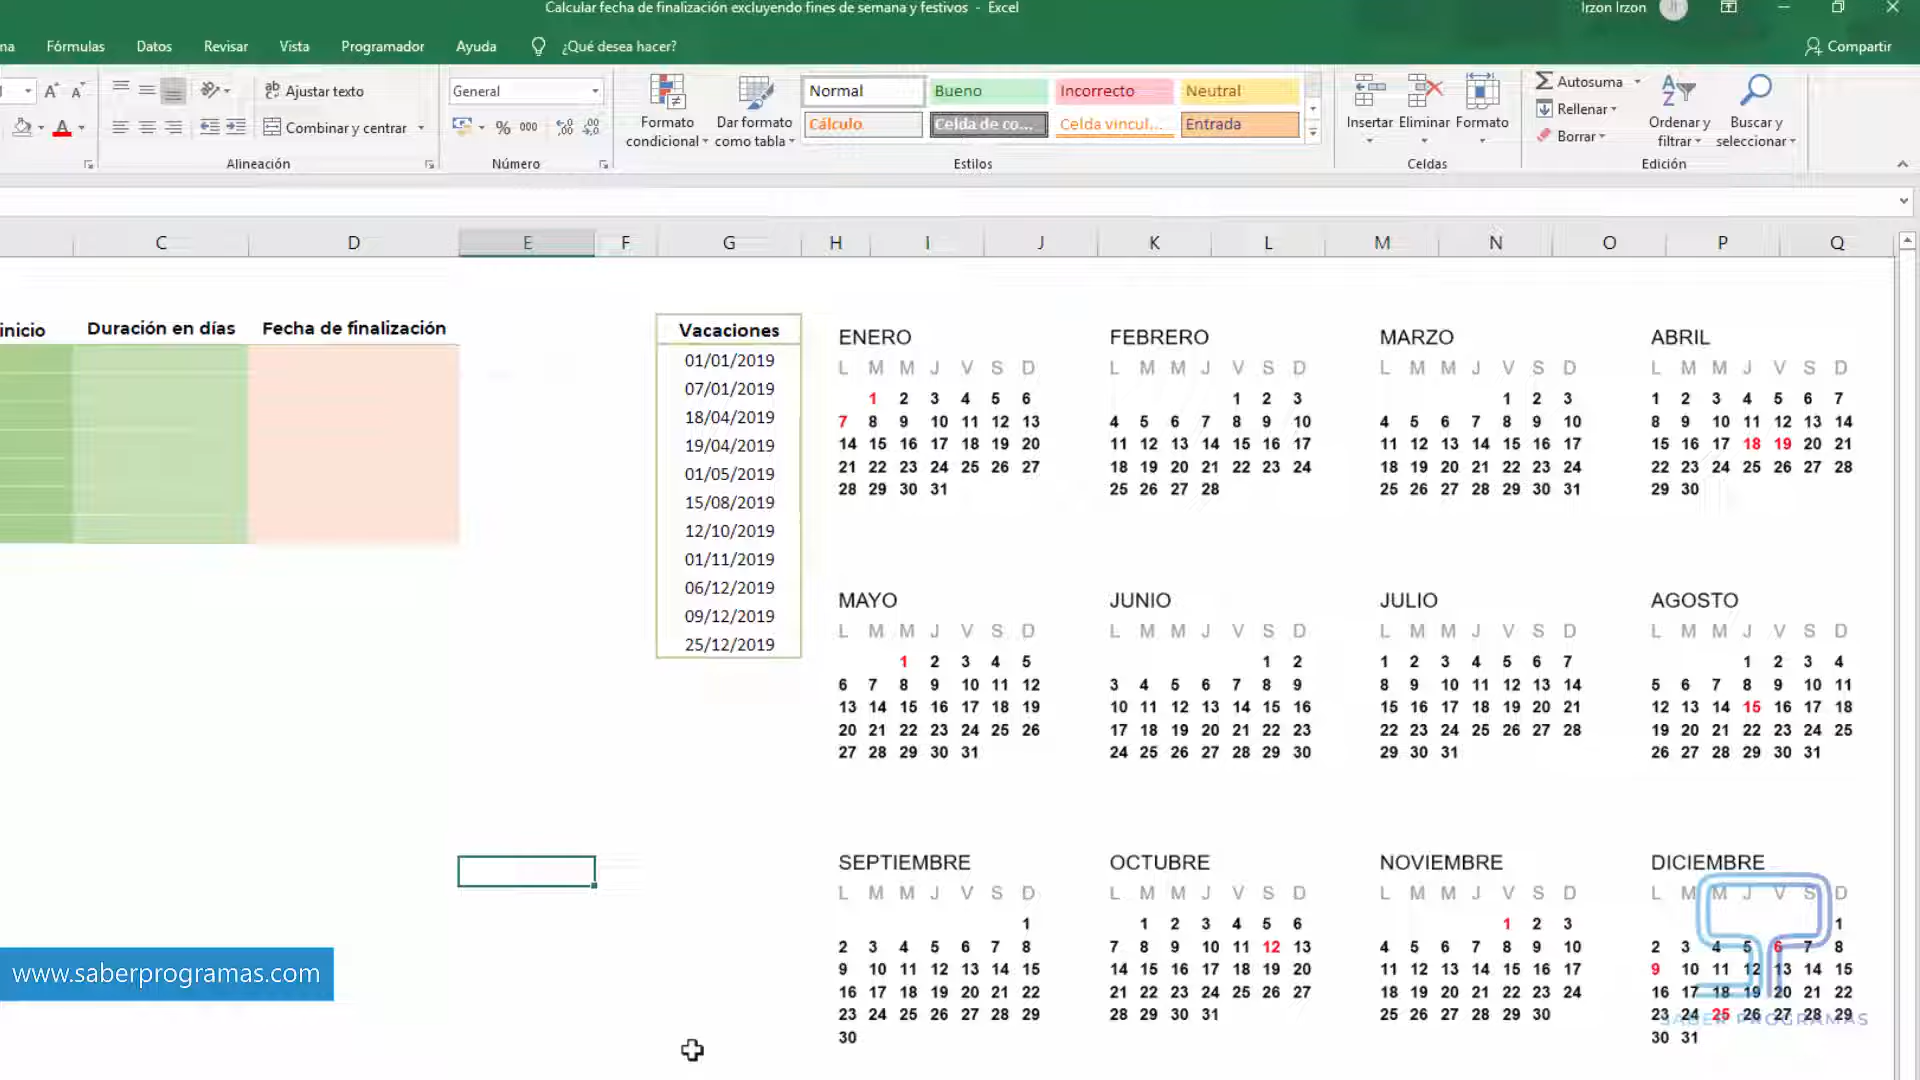 Calcular fecha de finalización excluyendo fines de semana y festivos - Excel
Irzon Irzon
Fórmulas Datos Revisar Vista Programador Ayuda ¿Qué desea hacer? Compartir
Ajustar texto
Combinar y centrar
Alineación
General
% 000
Número
Formato condicional
Dar formato como tabla
Normal Bueno Incorrecto Neutral
Cálculo Celda de co... Celda vincul... Entrada
Estilos
Insertar Eliminar Formato
Celdas
Autosuma
Rellenar
Borrar
Ordenar y filtrar
Buscar y seleccionar
Edición
C D E F G H I J K L M N O P Q
inicio Duración en días Fecha de finalización
Vacaciones
01/01/2019
07/01/2019
18/04/2019
19/04/2019
01/05/2019
15/08/2019
12/10/2019
01/11/2019
06/12/2019
09/12/2019
25/12/2019
ENERO
L M M J V S D
1 2 3 4 5 6
7 8 9 10 11 12 13
14 15 16 17 18 19 20
21 22 23 24 25 26 27
28 29 30 31
FEBRERO
L M M J V S D
1 2 3
4 5 6 7 8 9 10
11 12 13 14 15 16 17
18 19 20 21 22 23 24
25 26 27 28
MARZO
L M M J V S D
1 2 3
4 5 6 7 8 9 10
11 12 13 14 15 16 17
18 19 20 21 22 23 24
25 26 27 28 29 30 31
ABRIL
L M M J V S D
1 2 3 4 5 6 7
8 9 10 11 12 13 14
15 16 17 18 19 20 21
22 23 24 25 26 27 28
29 30
MAYO
L M M J V S D
1 2 3 4 5
6 7 8 9 10 11 12
13 14 15 16 17 18 19
20 21 22 23 24 25 26
27 28 29 30 31
JUNIO
L M M J V S D
1 2
3 4 5 6 7 8 9
10 11 12 13 14 15 16
17 18 19 20 21 22 23
24 25 26 27 28 29 30
JULIO
L M M J V S D
1 2 3 4 5 6 7
8 9 10 11 12 13 14
15 16 17 18 19 20 21
22 23 24 25 26 27 28
29 30 31
AGOSTO
L M M J V S D
1 2 3 4
5 6 7 8 9 10 11
12 13 14 15 16 17 18
19 20 21 22 23 24 25
26 27 28 29 30 31
SEPTIEMBRE
L M M J V S D
1
2 3 4 5 6 7 8
9 10 11 12 13 14 15
16 17 18 19 20 21 22
23 24 25 26 27 28 29
30
OCTUBRE
L M M J V S D
1 2 3 4 5 6
7 8 9 10 11 12 13
14 15 16 17 18 19 20
21 22 23 24 25 26 27
28 29 30 31
NOVIEMBRE
L M M J V S D
1 2 3
4 5 6 7 8 9 10
11 12 13 14 15 16 17
18 19 20 21 22 23 24
25 26 27 28 29 30
DICIEMBRE
L M M J V S D
1
2 3 4 5 6 7 8
9 10 11 12 13 14 15
16 17 18 19 20 21 22
23 24 25 26 27 28 29
30 31
SABER PROGRAMAS
www.saberprogramas.com